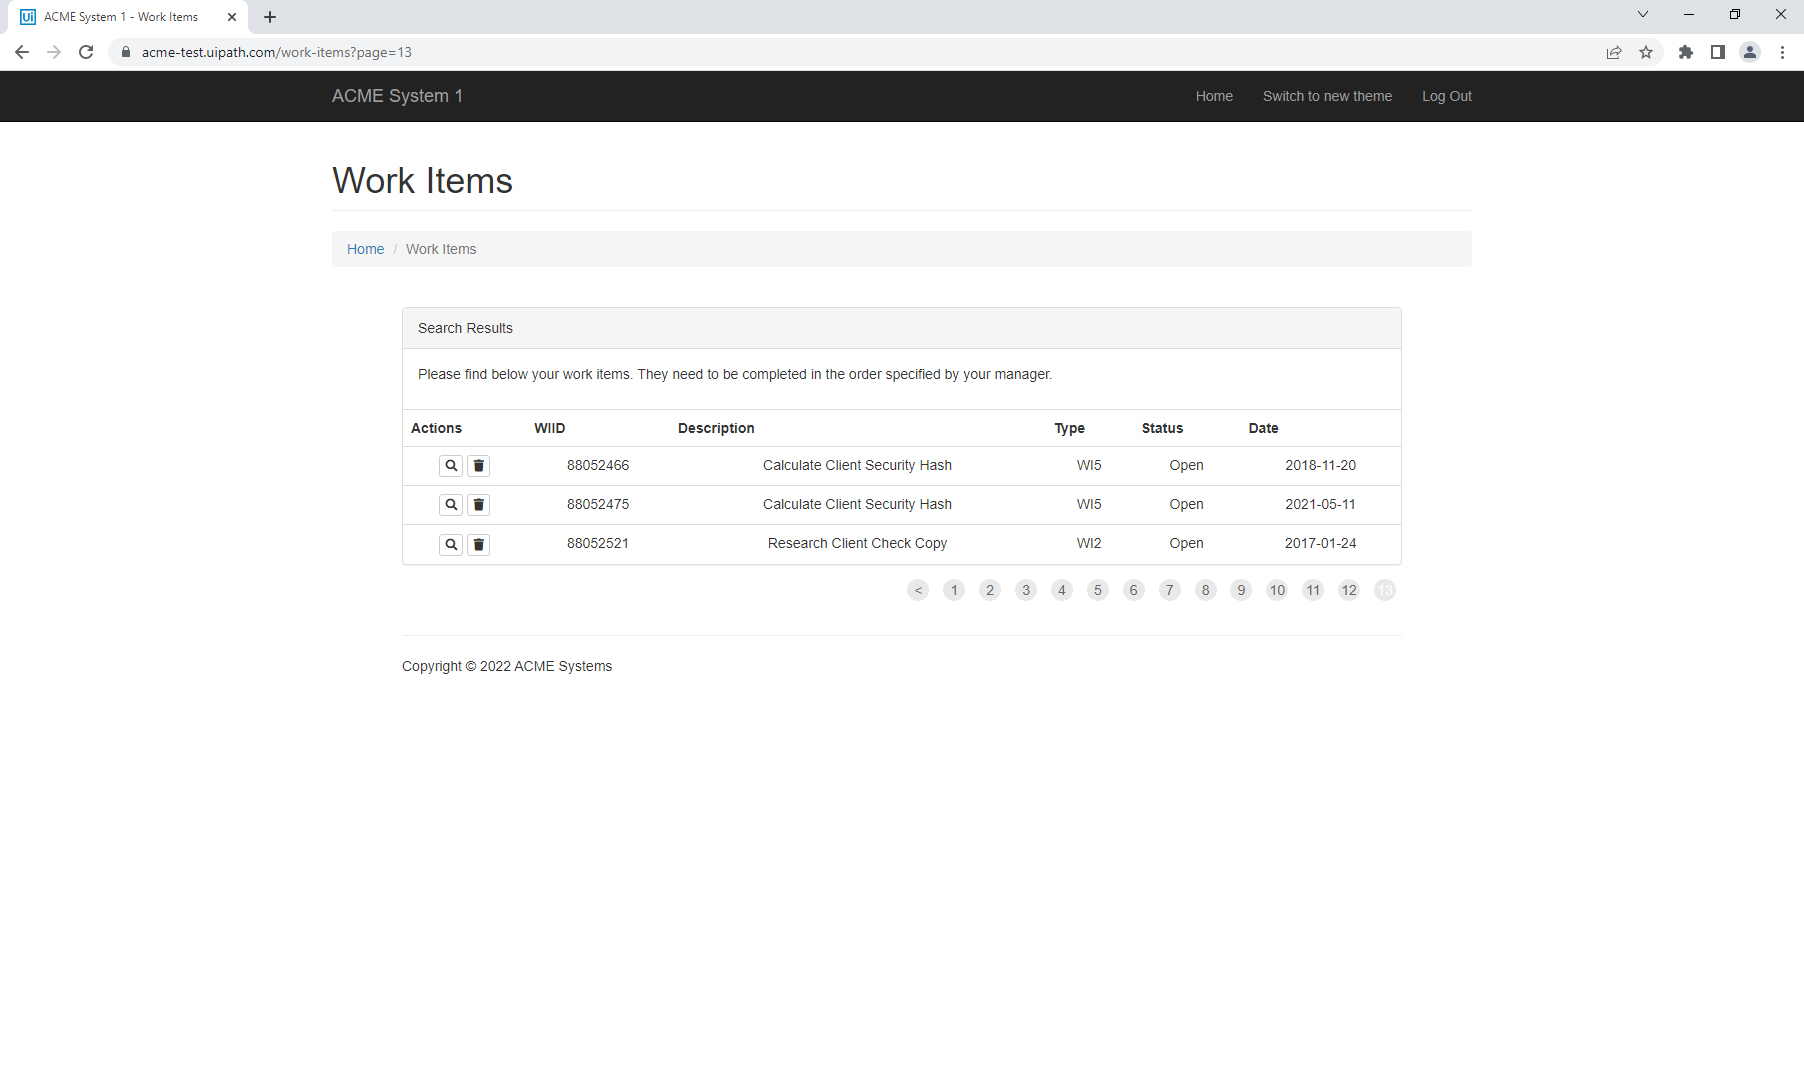 ACME System 1 - Work Items
acme-test.uipath.com/work-items?page=13
ACME System 1 Home Switch to new theme Log Out
Work Items
Home / Work Items
Search Results
Please find below your work items. They need to be completed in the order specified by your manager.
Actions WIID Description Type Status Date
88052466 Calculate Client Security Hash WI5 Open 2018-11-20
88052475 Calculate Client Security Hash WI5 Open 2021-05-11
88052521 Research Client Check Copy WI2 Open 2017-01-24
< 1 2 3 4 5 6 7 8 9 10 11 12 13
Copyright © 2022 ACME Systems